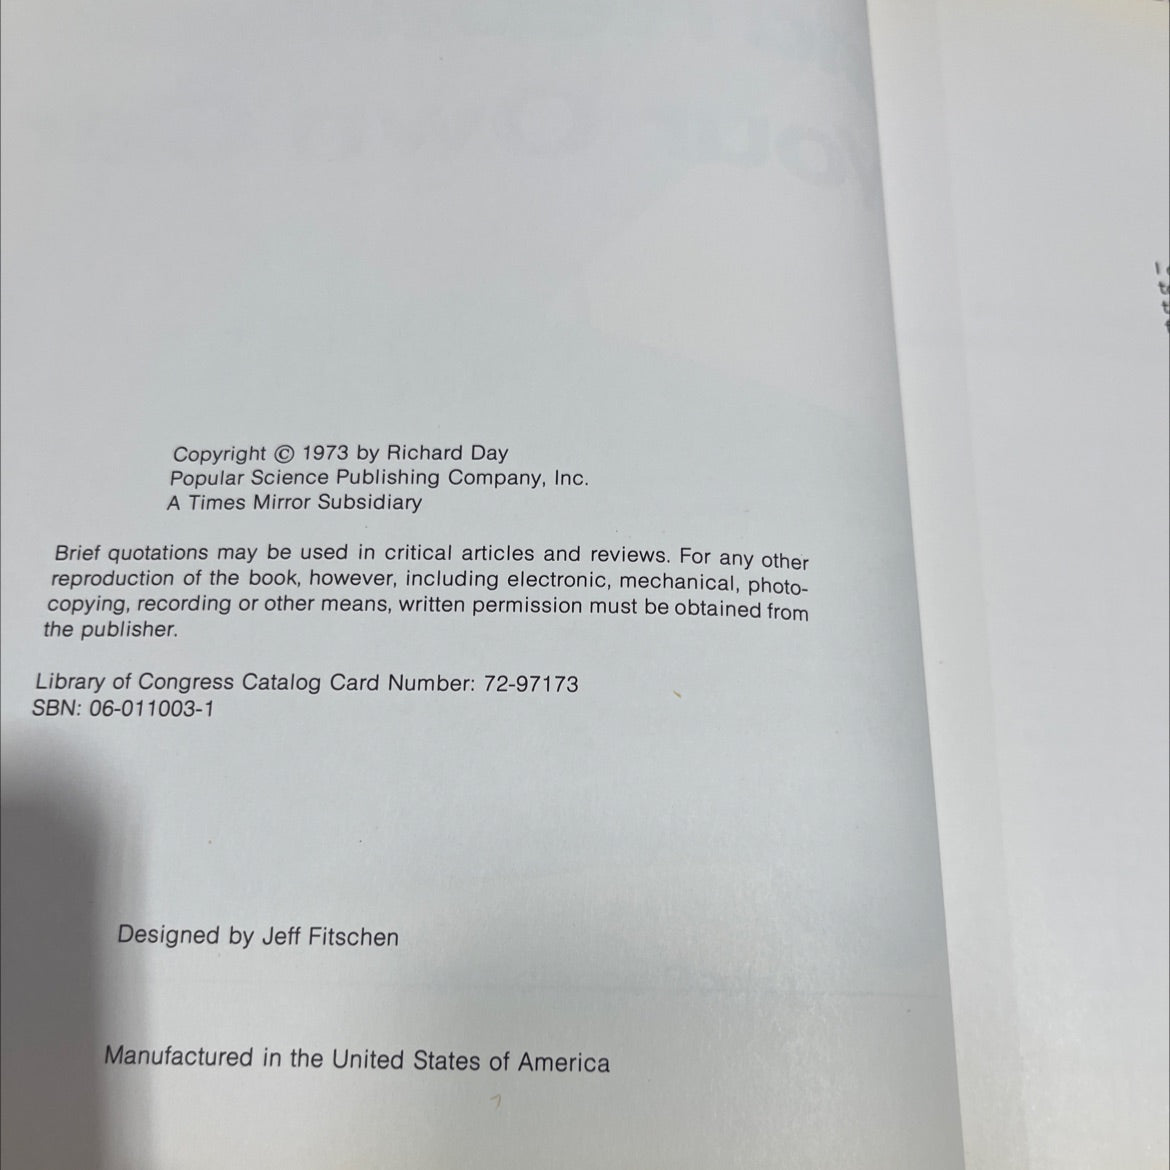 Copyright © 1973 by Richard Day
Popular Science Publishing Company, Inc.
A Times Mirror Subsidiary
Brief quotations may be used in critical articles and reviews. For any other
reproduction of the book, however, including electronic, mechanical, photo-
copying, recording or other means, written permission must be obtained from
the publisher.
Library of Congress Catalog Card Number: 72-97173
SBN: 06-011003-1
Designed by Jeff Fitschen
Manufactured in the United States of America